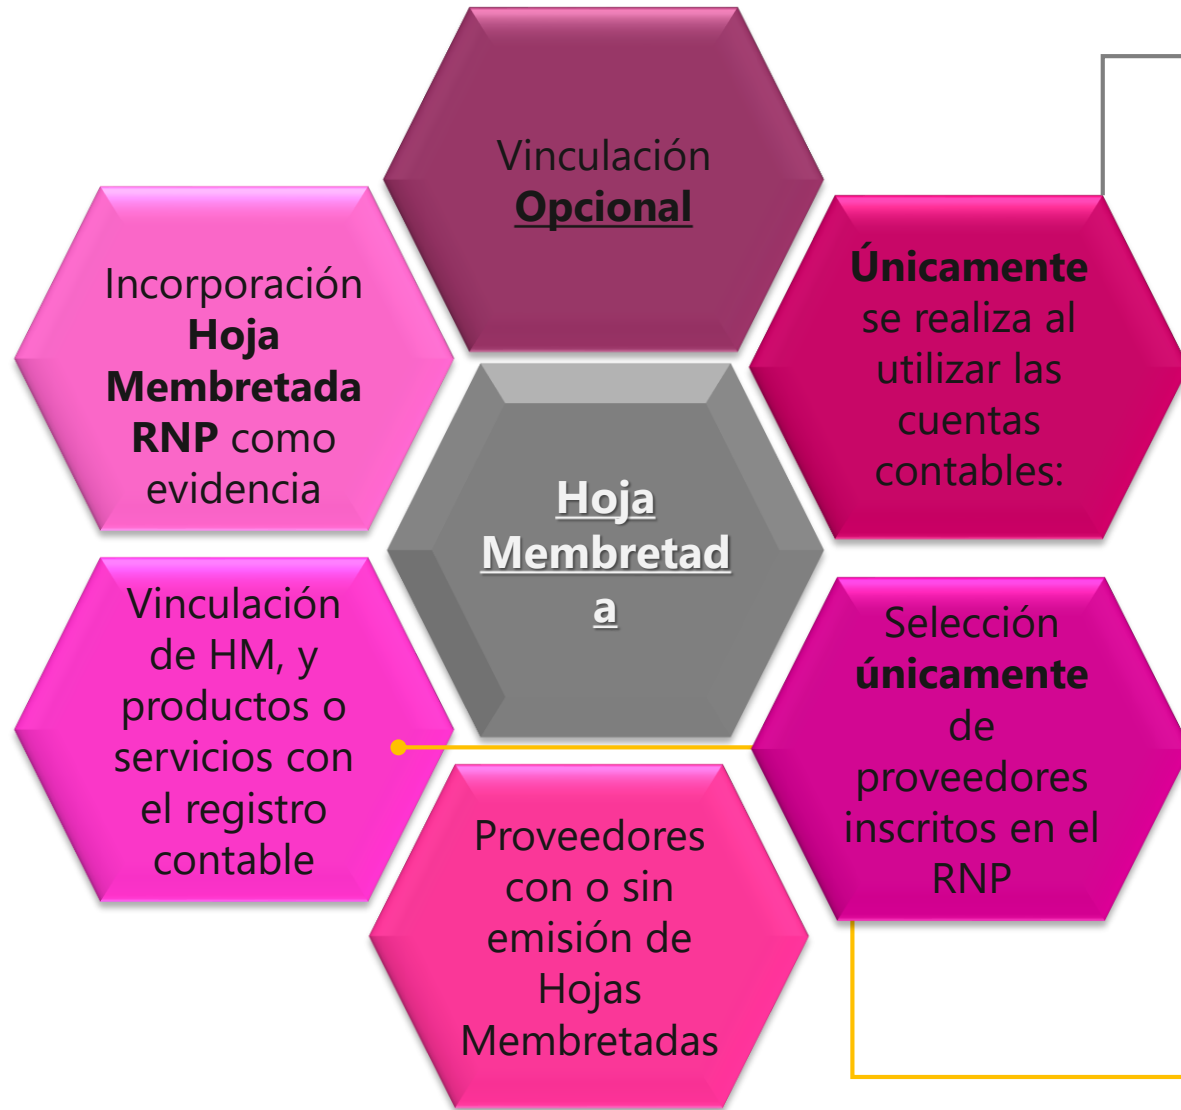 Vinculación
Opcional
Únicamente
se realiza al
utilizar las
cuentas
contables:
Incorporación
Hoja
Membretada
RNP como
evidencia
Hoja
Membretad
a
Vinculación
de HM, y
productos o
servicios con
el registro
contable
Selección
únicamente
de
proveedores
inscritos en el
RNP
Proveedores
con o sin
emisión de
Hojas
Membretadas